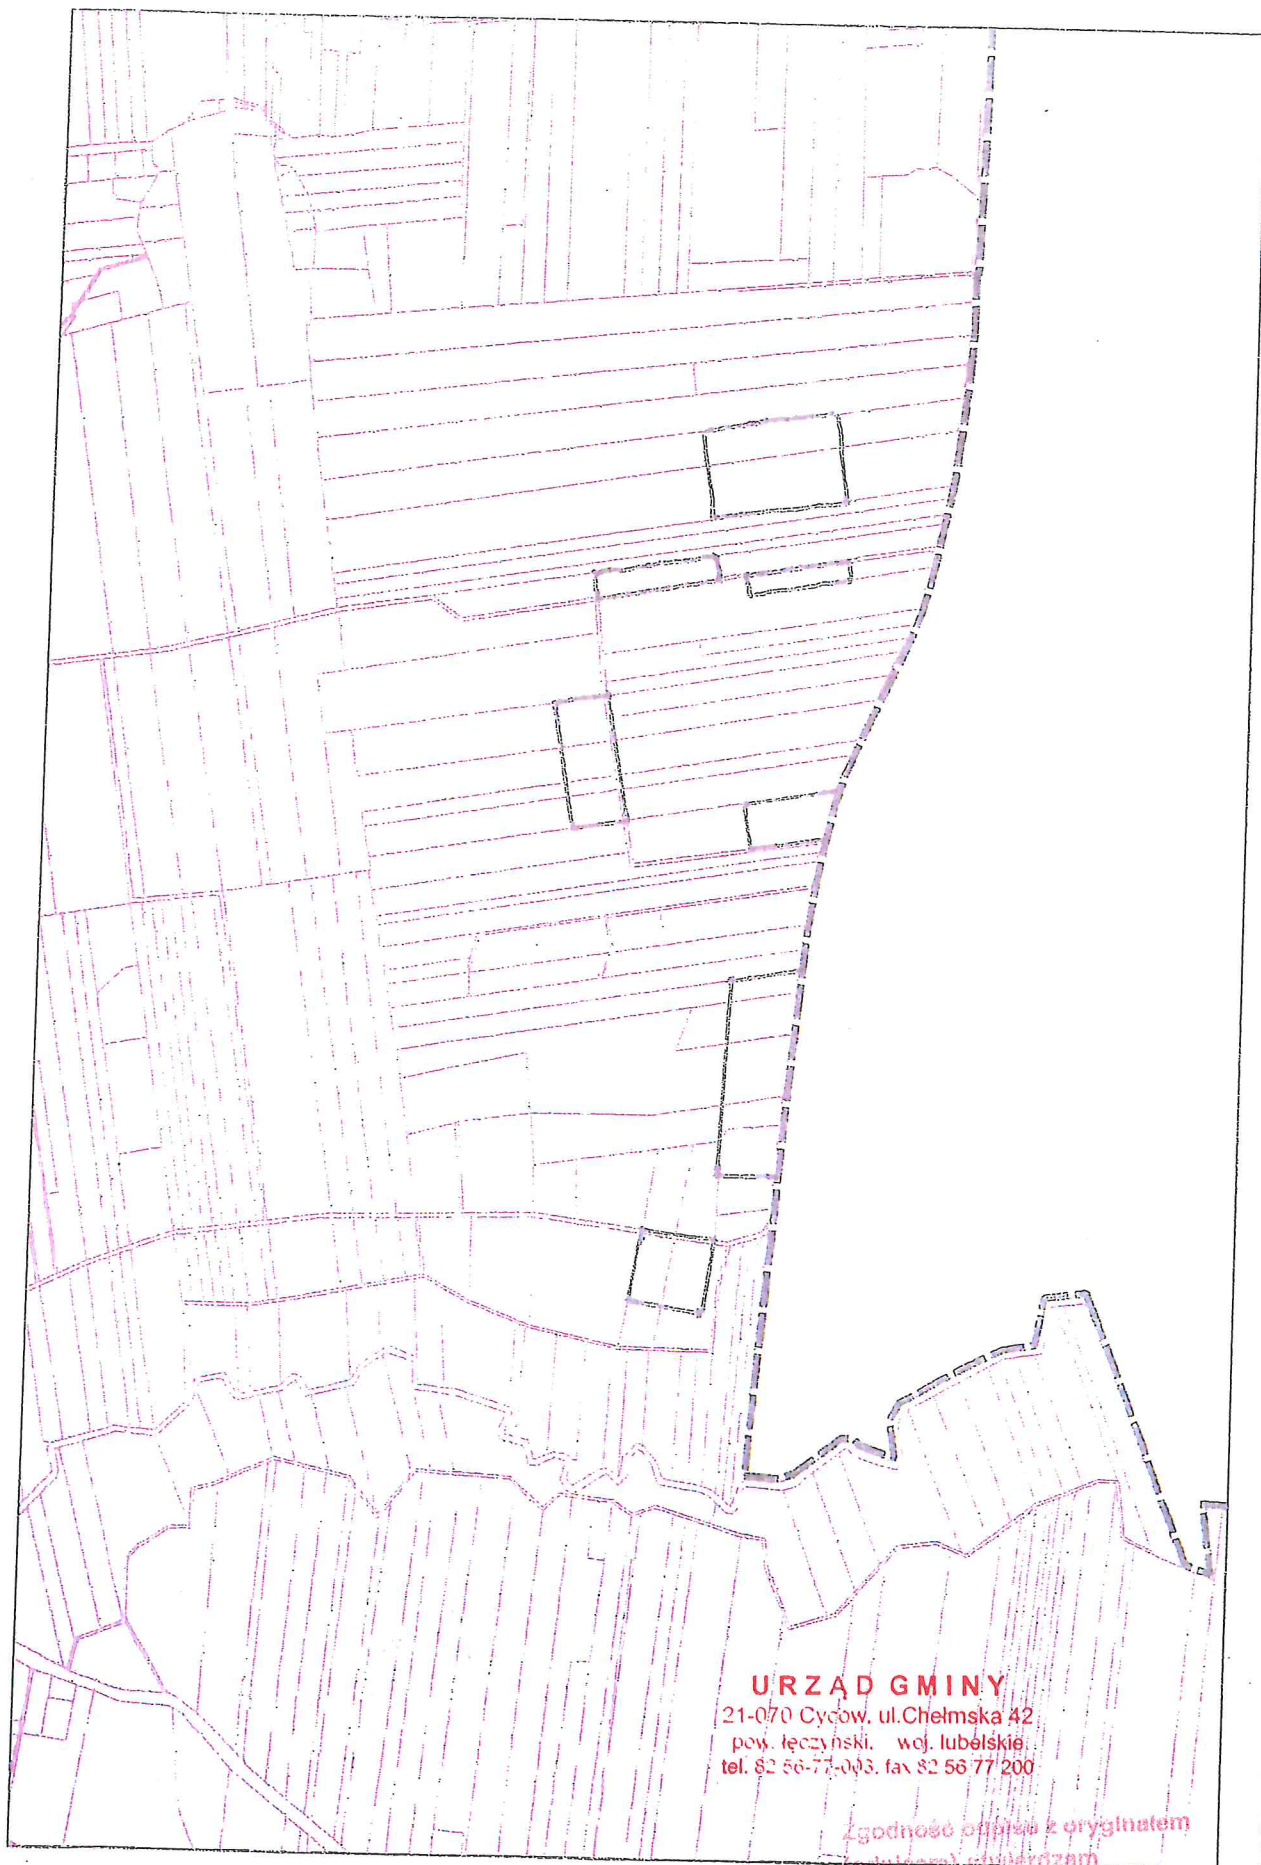 URZĄD GMINY
21-070 Cyców, ul.Chełmska 42
pow. łęczyński, woj. lubelskie
tel. 82 56-77-003, fax 82 56 77 200
Zgodność odpisu z oryginałem
stwierdzam